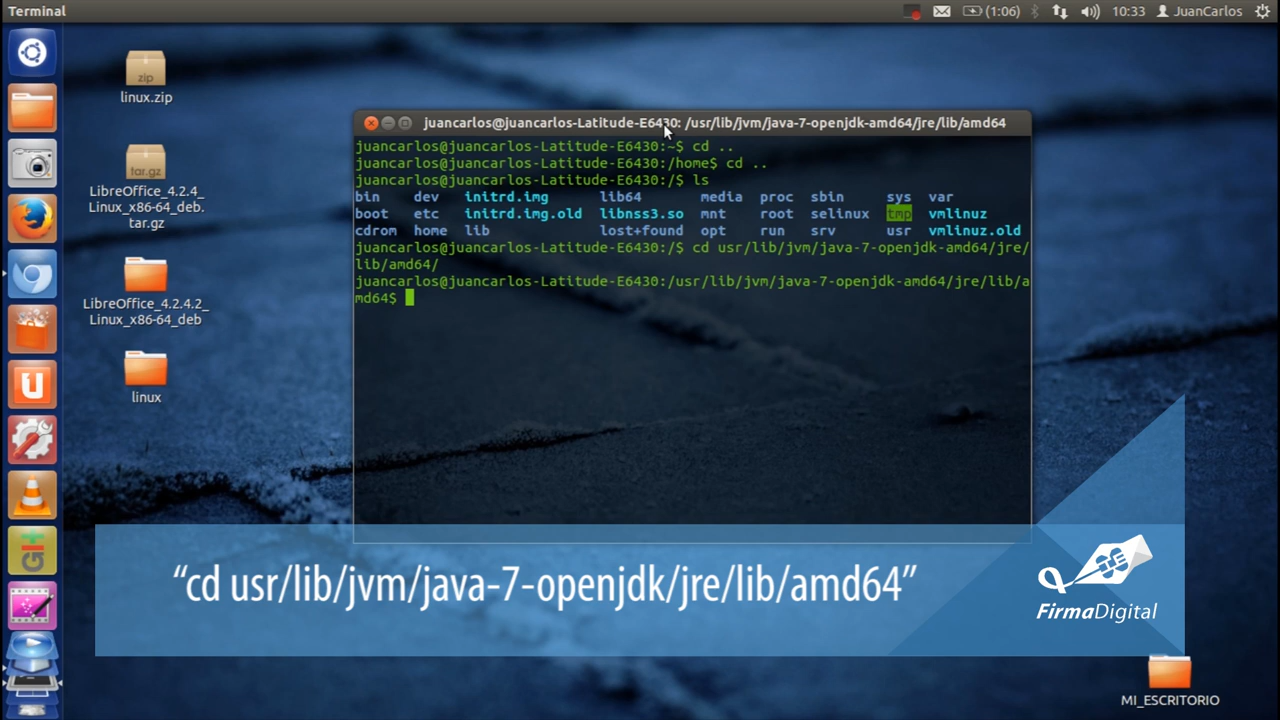 Terminal
(1:06)
10:33
JuanCarlos
zip
linux.zip
tar.gz
LibreOffice_4.2.4_
Linux_x86-64_deb.
tar.gz
LibreOffice_4.2.4.2_
Linux_x86-64_deb
linux
juancarlos@juancarlos-Latitude-E6430: /usr/lib/jvm/java-7-openjdk-amd64/jre/lib/amd64
juancarlos@juancarlos-Latitude-E6430:~$ cd ..
juancarlos@juancarlos-Latitude-E6430:/home$ cd ..
juancarlos@juancarlos-Latitude-E6430:/$ ls
bin dev initrd.img lib64 media proc sbin sys var
boot etc initrd.img.old libnss3.so mnt root selinux tmp vmlinuz
cdrom home lib lost+found opt run srv usr vmlinuz.old
juancarlos@juancarlos-Latitude-E6430:/$ cd usr/lib/jvm/java-7-openjdk-amd64/jre/
lib/amd64/
juancarlos@juancarlos-Latitude-E6430:/usr/lib/jvm/java-7-openjdk-amd64/jre/lib/a
md64$
“cd usr/lib/jvm/java-7-openjdk/jre/lib/amd64”
FirmaDigital
MI_ESCRITORIO